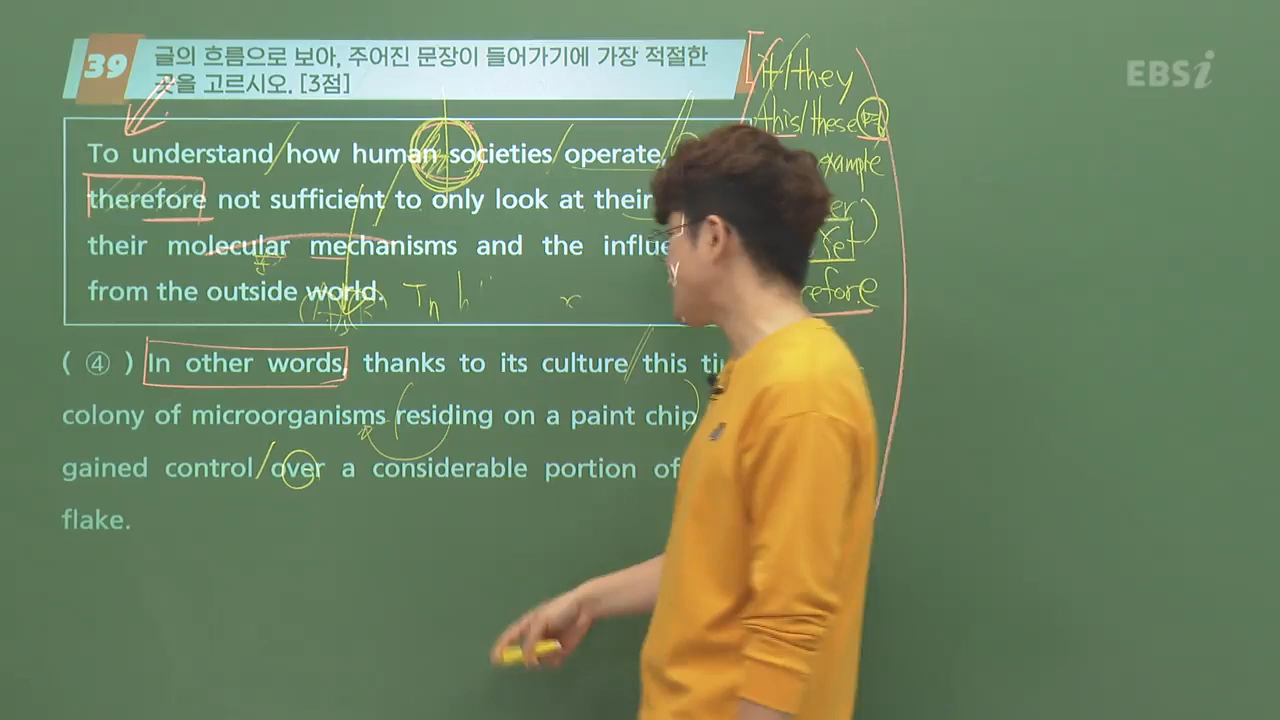 39 글의 흐름으로 보아, 주어진 문장이 들어가기에 가장 적절한
곳을 고르시오. [3점]
EBSi
To understand how human societies operate,
therefore not sufficient to only look at their
their molecular mechanisms and the
from the outside world.
( ④ ) In other words, thanks to its culture this
colony of microorganisms residing on a paint chip
gained control over a considerable portion of
flake.
it/they
this/these
Yet